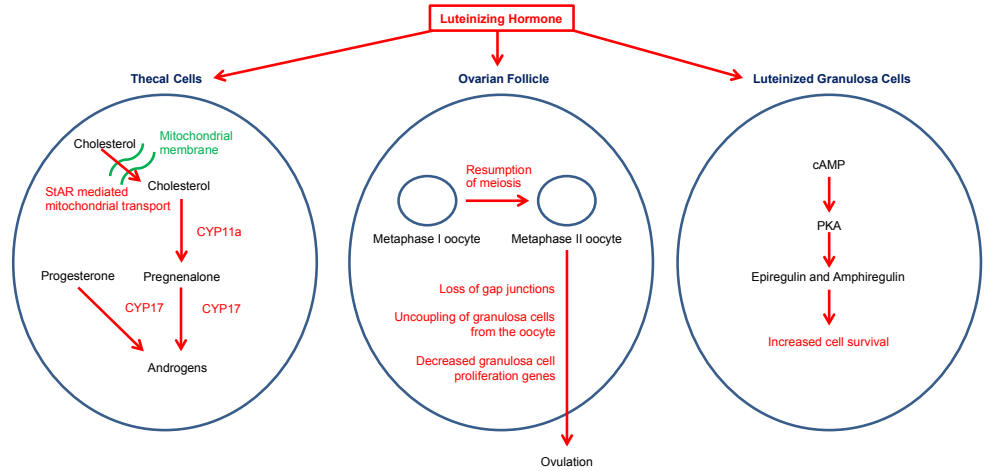 Luteinizing Hormone
Thecal Cells
Ovarian Follicle
Luteinized Granulosa Cells
Cholesterol
Mitochondrial
membrane
Cholesterol
StAR mediated
mitochondrial transport
CYP11a
Progesterone
Pregnenalone
CYP17
CYP17
Androgens
Resumption
of meiosis
Metaphase I oocyte
Metaphase II oocyte
Loss of gap junctions
Uncoupling of granulosa cells
from the oocyte
Decreased granulosa cell
proliferation genes
Ovulation
cAMP
PKA
Epiregulin and Amphiregulin
Increased cell survival